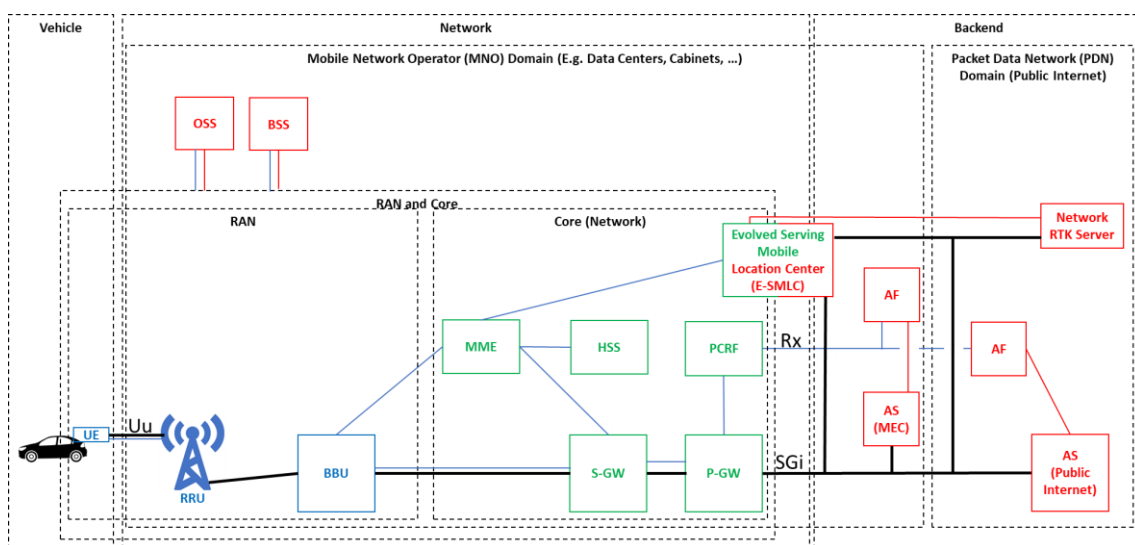 Vehicle
Network
Backend
Mobile Network Operator (MNO) Domain (E.g. Data Centers, Cabinets, …)
Packet Data Network (PDN)
Domain (Public Internet)
OSS
BSS
RAN and Core
RAN
Core (Network)
Evolved Serving
Mobile
Location Center
(E-SMLC)
Network
RTK Server
AF
MME
HSS
PCRF
Rx
AF
AS
(MEC)
UE
Uu
RRU
BBU
S-GW
P-GW
SGi
AS
(Public
Internet)